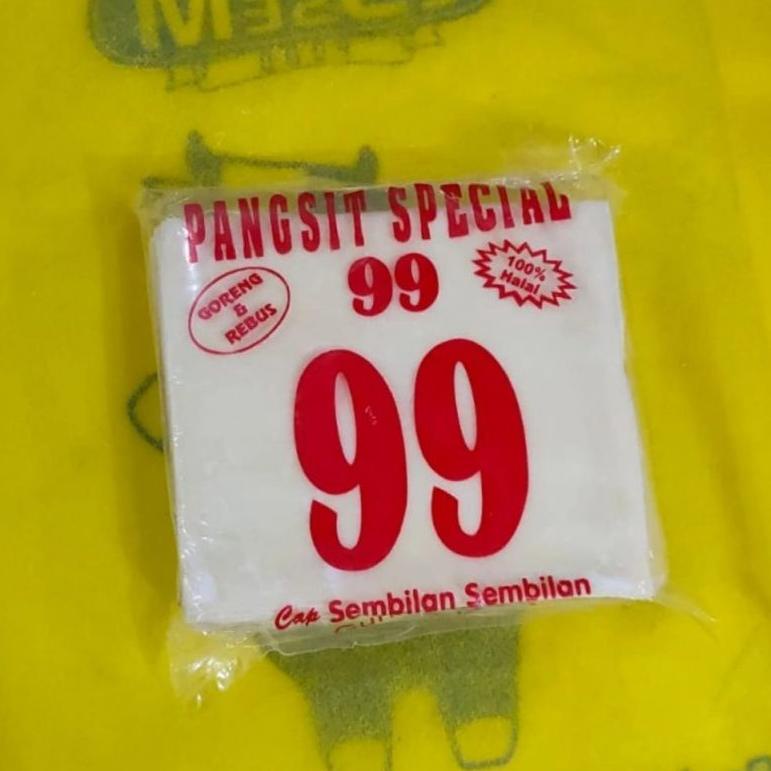 PANGSIT SPECIAL
99
GORENG
&
REBUS
100%
Halal
99
Cap Sembilan Sembilan